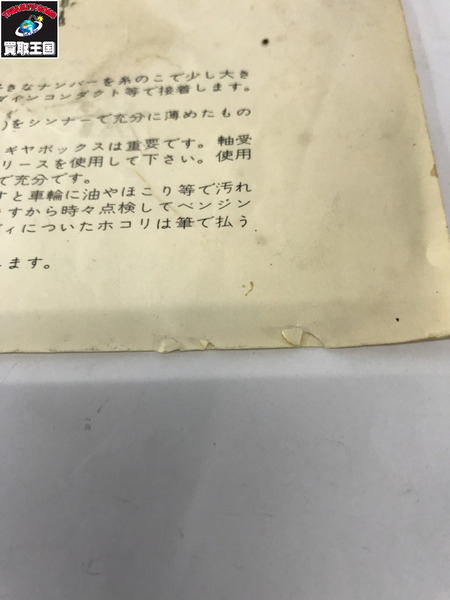 TREASURE KINGDOM
買取王国
きなナンバーを糸のこで少し大き
インコンダクト等で接着します。
)をシンナーで充分に薄めたもの
ギヤボックスは重要です。軸受
リースを使用して下さい。使用
で充分です。
すと車輪に油やほこり等で汚れ
すから時々点検してベンジン
ィについたホコリは筆で払う
ます。